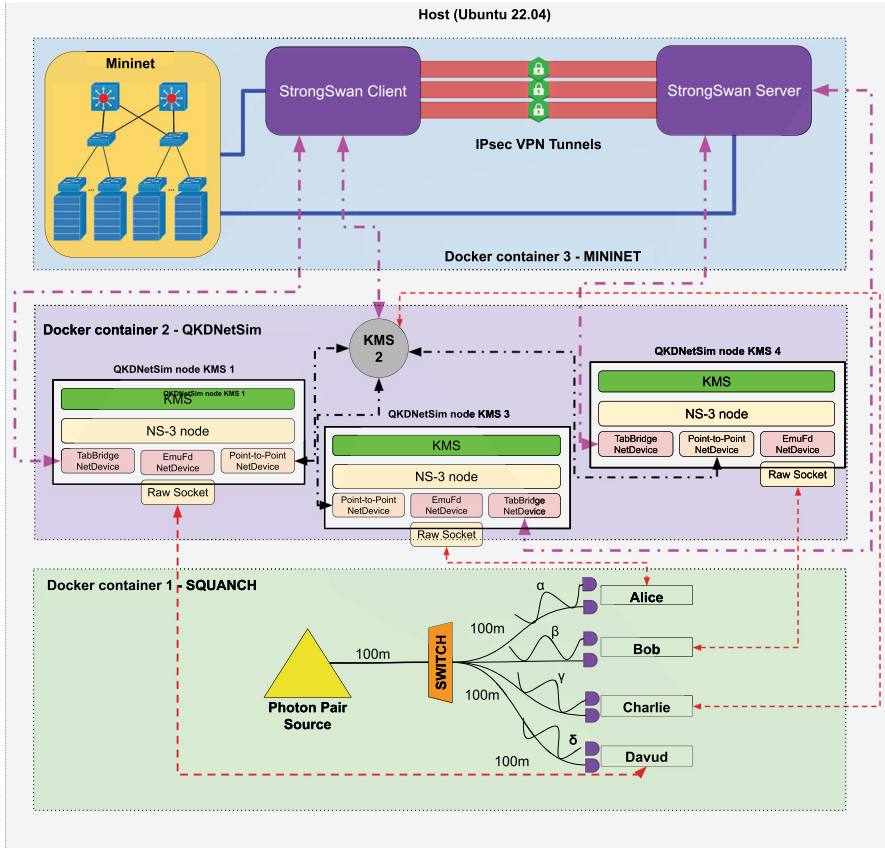 Host (Ubuntu 22.04)
Mininet
...
...
StrongSwan Client
StrongSwan Server
IPsec VPN Tunnels
Docker container 3 - MININET
Docker container 2 - QKDNetSim
KMS
2
QKDNetSim node KMS 1
QKDNetSim node KMS 1
KMS
NS-3 node
TabBridge
NetDevice
EmuFd
NetDevice
Point-to-Point
NetDevice
Raw Socket
QKDNetSim node KMS 3
KMS
NS-3 node
Point-to-Point
NetDevice
EmuFd
NetDevice
TabBridge
NetDevice
Raw Socket
QKDNetSim node KMS 4
KMS
NS-3 node
TabBridge
NetDevice
Point-to-Point
NetDevice
EmuFd
NetDevice
Raw Socket
Docker container 1 - SQUANCH
Photon Pair
Source
100m
SWITCH
100m
100m
100m
α
β
γ
δ
Alice
Bob
Charlie
Davud